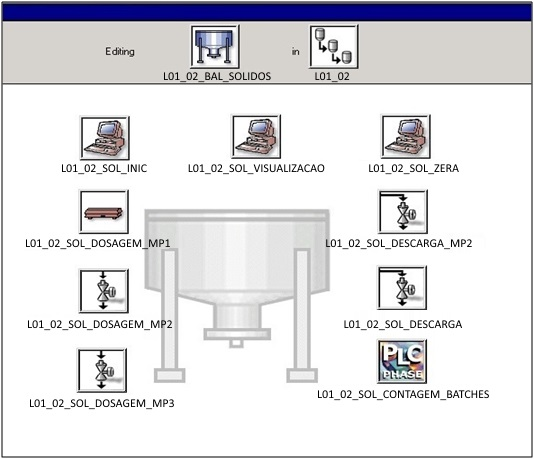 Editing
in
L01_02_BAL_SOLIDOS
L01_02
L01_02_SOL_INIC
L01_02_SOL_VISUALIZACAO
L01_02_SOL_ZERA
L01_02_SOL_DOSAGEM_MP1
L01_02_SOL_DESCARGA_MP2
L01_02_SOL_DOSAGEM_MP2
L01_02_SOL_DESCARGA
PLC
PHASE
L01_02_SOL_DOSAGEM_MP3
L01_02_SOL_CONTAGEM_BATCHES